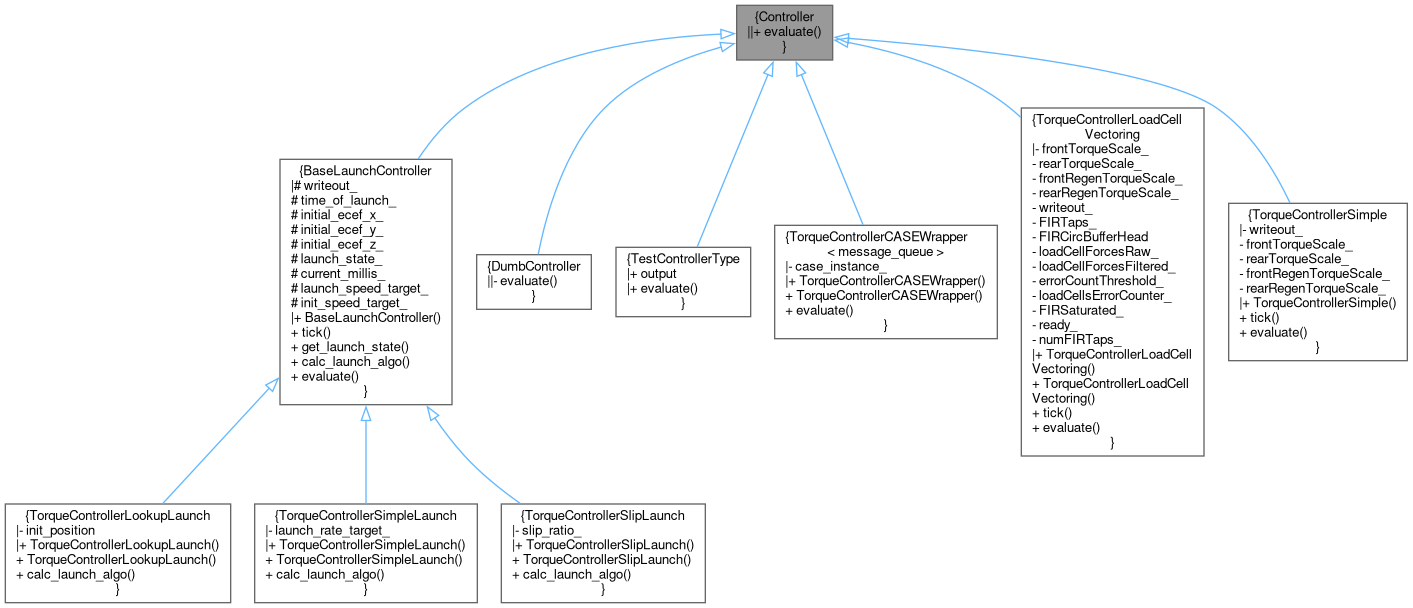 {Controller
||+ evaluate()
}
{BaseLaunchController
|# writeout_
# time_of_launch_
# initial_ecef_x_
# initial_ecef_y_
# initial_ecef_z_
# launch_state_
# current_millis_
# launch_speed_target_
# init_speed_target_
|+ BaseLaunchController()
+ tick()
+ get_launch_state()
+ calc_launch_algo()
+ evaluate()
}
{DumbController
||- evaluate()
}
{TestControllerType
|+ output
|+ evaluate()
}
{TorqueControllerCASEWrapper
< message_queue >
|- case_instance_
|+ TorqueControllerCASEWrapper()
+ TorqueControllerCASEWrapper()
+ evaluate()
}
{TorqueControllerLoadCell
Vectoring
|- frontTorqueScale_
- rearTorqueScale_
- frontRegenTorqueScale_
- rearRegenTorqueScale_
- writeout_
- FIRTaps_
- FIRCircBufferHead
- loadCellForcesRaw_
- loadCellForcesFiltered_
- errorCountThreshold_
- loadCellsErrorCounter_
- FIRSaturated_
- ready_
- numFIRTaps_
|+ TorqueControllerLoadCell
Vectoring()
+ TorqueControllerLoadCell
Vectoring()
+ tick()
+ evaluate()
}
{TorqueControllerSimple
|- writeout_
- frontTorqueScale_
- rearTorqueScale_
- frontRegenTorqueScale_
- rearRegenTorqueScale_
|+ TorqueControllerSimple()
+ tick()
+ evaluate()
}
{TorqueControllerLookupLaunch
|- init_position
|+ TorqueControllerLookupLaunch()
+ TorqueControllerLookupLaunch()
+ calc_launch_algo()
}
{TorqueControllerSimpleLaunch
|- launch_rate_target_
|+ TorqueControllerSimpleLaunch()
+ TorqueControllerSimpleLaunch()
+ calc_launch_algo()
}
{TorqueControllerSlipLaunch
|- slip_ratio_
|+ TorqueControllerSlipLaunch()
+ TorqueControllerSlipLaunch()
+ calc_launch_algo()
}